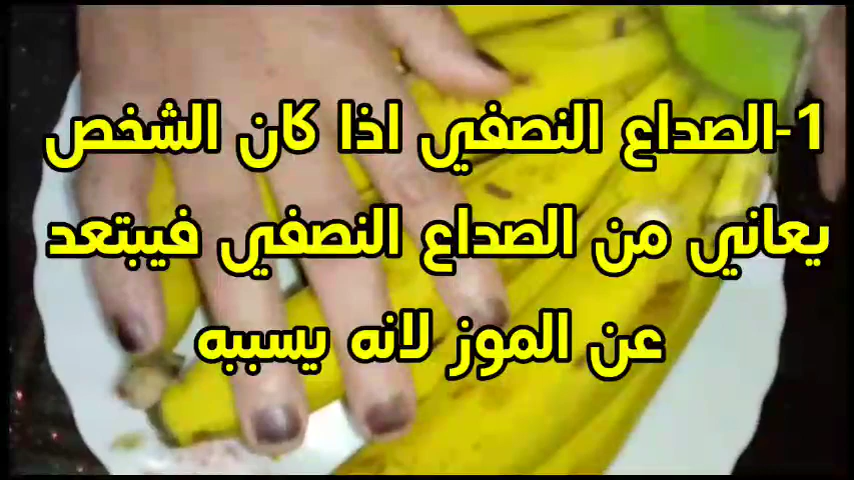 1-الصداع النصفي اذا كان الشخص
يعاني من الصداع النصفي فيبتعد
عن الموز لانه يسببه